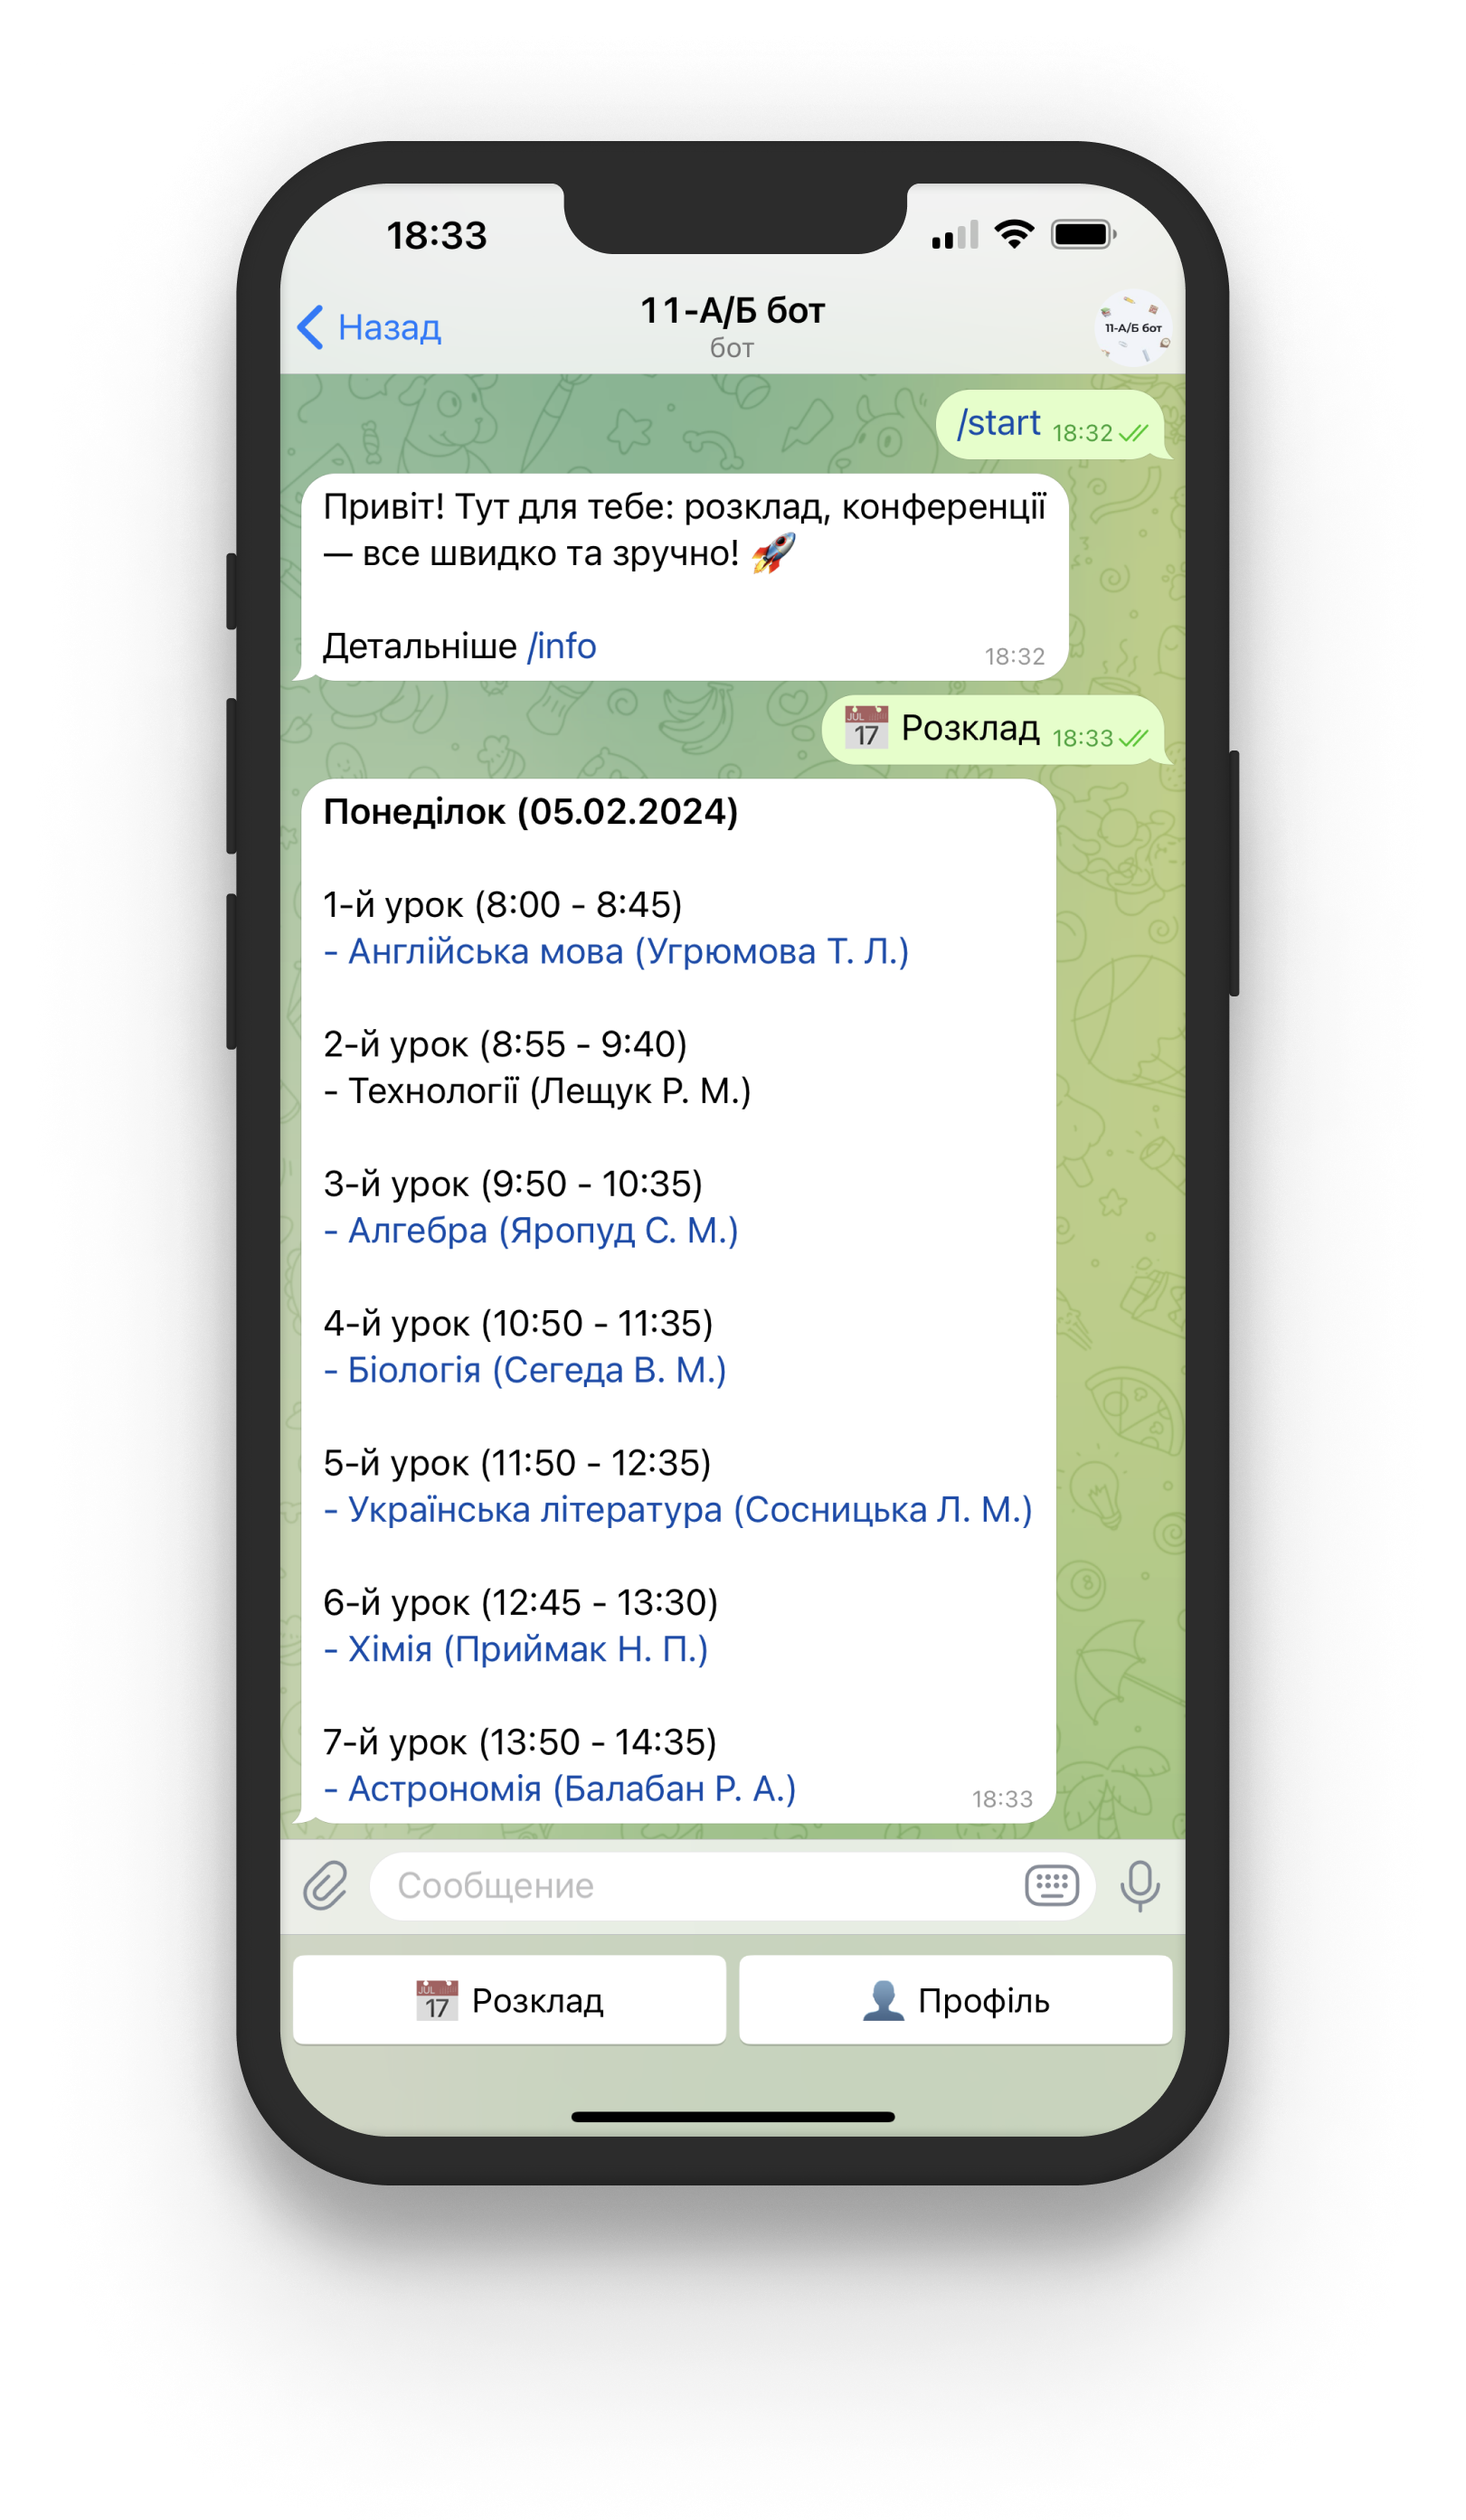 18:33
Назад
11-А/Б бот
бот
11-А/Б бот
/start 18:32
Привіт! Тут для тебе: розклад, конференції
— все швидко та зручно! 🚀
Детальніше /info
18:32
JUL
17
Розклад 18:33
Понеділок (05.02.2024)
1-й урок (8:00 - 8:45)
- Англійська мова (Угрюмова Т. Л.)
2-й урок (8:55 - 9:40)
- Технології (Лещук Р. М.)
3-й урок (9:50 - 10:35)
- Алгебра (Яропуд С. М.)
4-й урок (10:50 - 11:35)
- Біологія (Сегеда В. М.)
5-й урок (11:50 - 12:35)
- Українська література (Сосницька Л. М.)
6-й урок (12:45 - 13:30)
- Хімія (Приймак Н. П.)
7-й урок (13:50 - 14:35)
- Астрономія (Балабан Р. А.)
18:33
Сообщение
JUL
17
Розклад
👤 Профіль